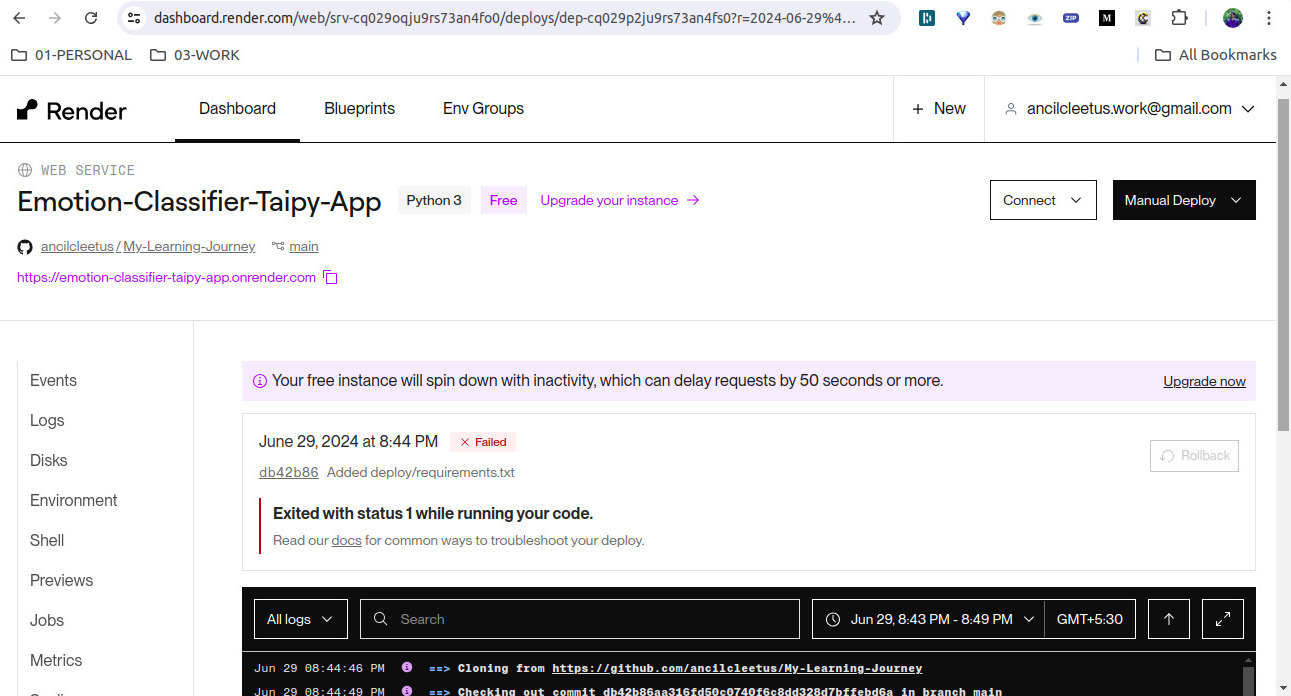 dashboard.render.com/web/srv-cq029oqju9rs73an4fo0/deploys/dep-cq029p2ju9rs73an4fs0?r=2024-06-29%4...
ZIP
M
01-PERSONAL 03-WORK All Bookmarks
Render Dashboard Blueprints Env Groups + New ancilcleetus.work@gmail.com
WEB SERVICE
Emotion-Classifier-Taipy-App Python 3 Free Upgrade your instance → Connect Manual Deploy
ancilcleetus/My-Learning-Journey main
https://emotion-classifier-taipy-app.onrender.com
Events
Logs
Disks
Environment
Shell
Previews
Jobs
Metrics
Your free instance will spin down with inactivity, which can delay requests by 50 seconds or more. Upgrade now
June 29, 2024 at 8:44 PM Failed
db42b86 Added deploy/requirements.txt
Rollback
Exited with status 1 while running your code.
Read our docs for common ways to troubleshoot your deploy.
All logs Search Jun 29, 8:43 PM - 8:49 PM GMT+5:30
Jun 29 08:44:46 PM ==> Cloning from https://github.com/ancilcleetus/My-Learning-Journey
Jun 29 08:44:49 PM ==> Checking out commit db42b86aa316fd50c0740f6c8dd328d7bffebd6a in branch main